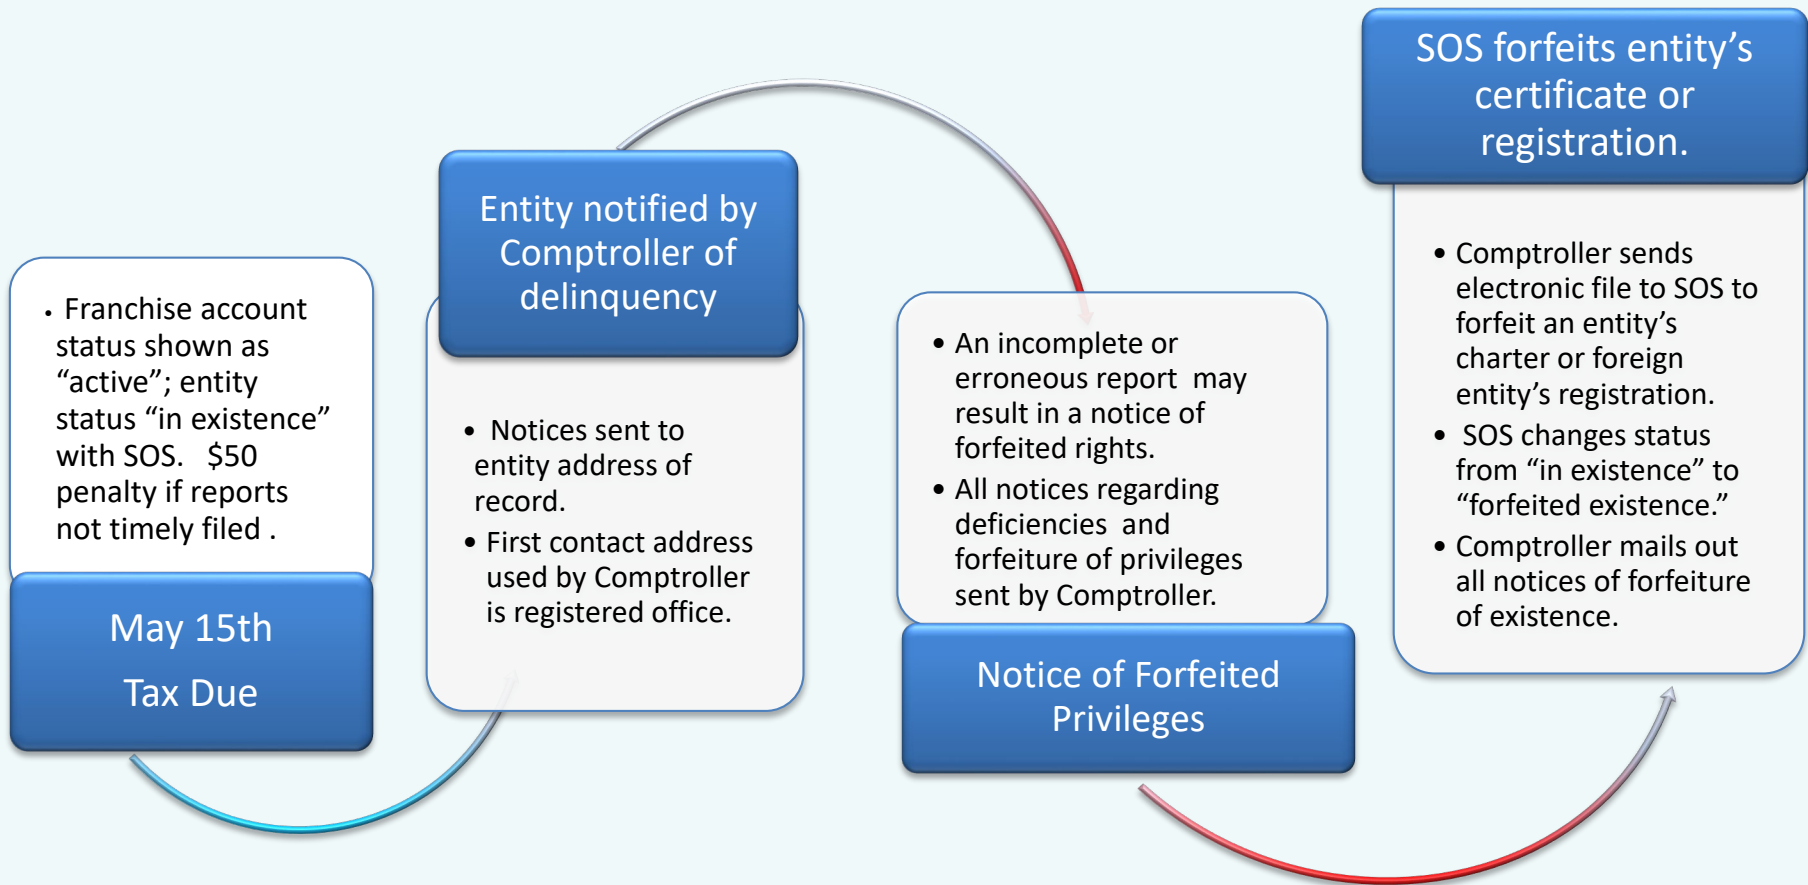 • Franchise account
status shown as
“active”; entity
status “in existence”
with SOS.   $50
penalty if reports
not timely filed .
May 15th
Tax Due
Entity notified by
Comptroller of
delinquency
• Notices sent to
entity address of
record.
• First contact address
used by Comptroller
is registered office.
• An incomplete or
erroneous report  may
result in a notice of
forfeited rights.
• All notices regarding
deficiencies  and
forfeiture of privileges
sent by Comptroller.
Notice of Forfeited
Privileges
SOS forfeits entity’s
certificate or
registration.
• Comptroller sends
electronic file to SOS to
forfeit an entity’s
charter or foreign
entity’s registration.
• SOS changes status
from “in existence” to
“forfeited existence.”
• Comptroller mails out
all notices of forfeiture
of existence.